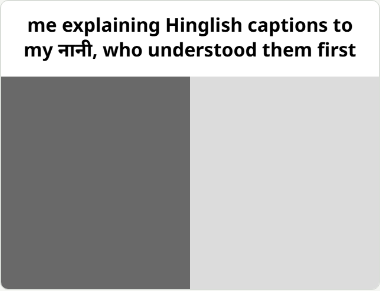 me explaining Hinglish captions to
my नानी, who understood them first